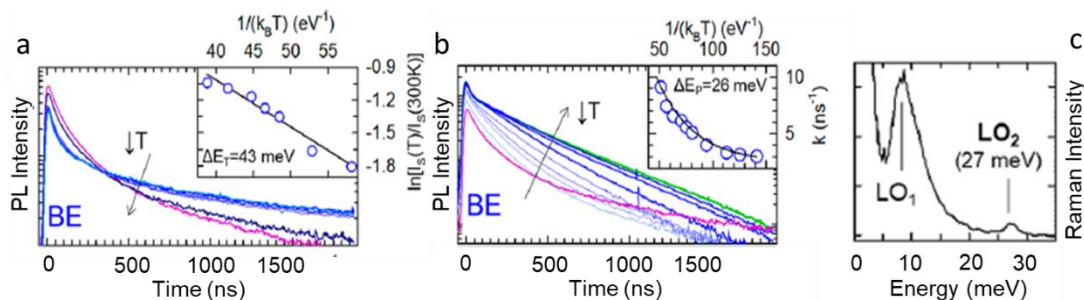 a
1/(k_BT) (eV⁻¹)
40 45 50 55
-0.9
-1.2
-1.5
-1.8
ln[I_s(T)/I_s(300K)]
ΔE_T=43 meV
↓T
BE
PL Intensity
0 500 1000 1500
Time (ns)
b
1/(k_BT) (eV⁻¹)
50 100 150
10
5
k (ns⁻¹)
ΔE_P=26 meV
↓T
BE
PL Intensity
0 500 1000 1500
Time (ns)
c
LO₁
LO₂
(27 meV)
Raman Intensity
0 10 20 30
Energy (meV)